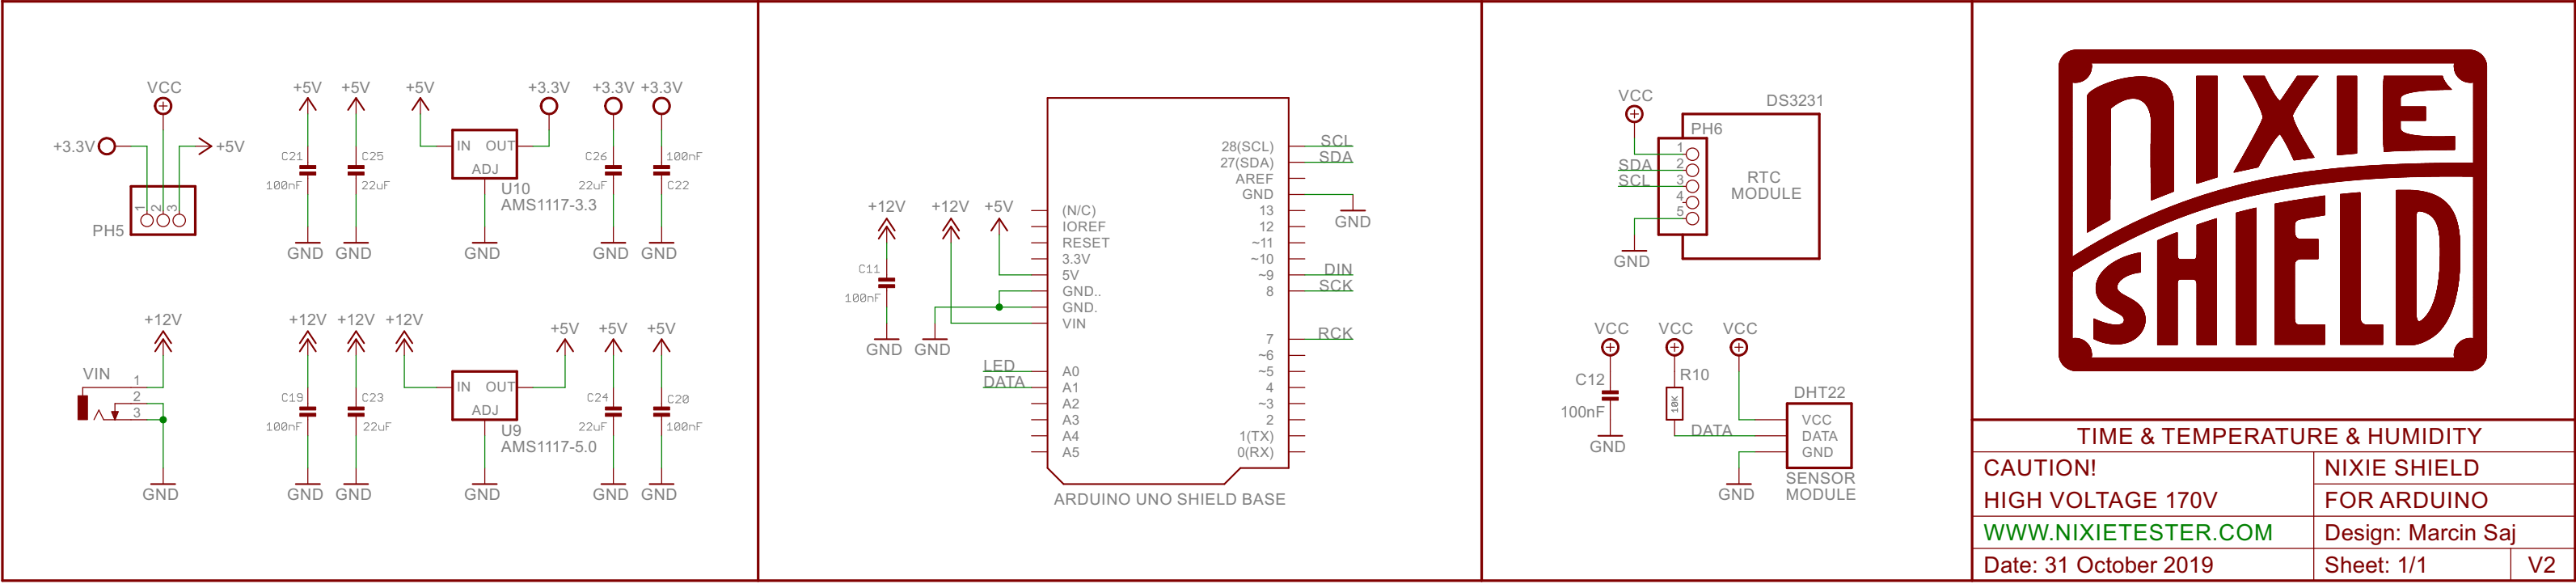 VCC
+3.3V
+5V
1
2
3
PH5
+12V
VIN
1
2
3
GND
+5V +5V +5V +3.3V +3.3V +3.3V
C21 C25 C26 100nF
IN OUT
ADJ
100nF 22uF 22uF C22
U10
AMS1117-3.3
GND GND GND GND GND
+12V +12V +12V +5V +5V +5V
C19 C23 C24 C20
IN OUT
ADJ
100nF 22uF 22uF 100nF
U9
AMS1117-5.0
GND GND GND GND GND
+12V +12V +5V
C11
100nF
GND GND
LED
DATA
(N/C)
IOREF
RESET
3.3V
5V
GND..
GND.
VIN
A0
A1
A2
A3
A4
A5
28(SCL) SCL
27(SDA) SDA
AREF
GND
13
GND
12
~11
~10
~9 DIN
8 SCK
7 RCK
~6
~5
4
~3
2
1(TX)
0(RX)
ARDUINO UNO SHIELD BASE
VCC
DS3231
PH6
1
SDA 2
SCL 3
4
5
RTC
MODULE
GND
VCC VCC VCC
C12
100nF
GND
R10
10K
DATA
DHT22
VCC
DATA
GND
GND
SENSOR
MODULE
NIXIE
SHIELD
TIME & TEMPERATURE & HUMIDITY
CAUTION! NIXIE SHIELD
HIGH VOLTAGE 170V FOR ARDUINO
WWW.NIXIETESTER.COM Design: Marcin Saj
Date: 31 October 2019 Sheet: 1/1 V2